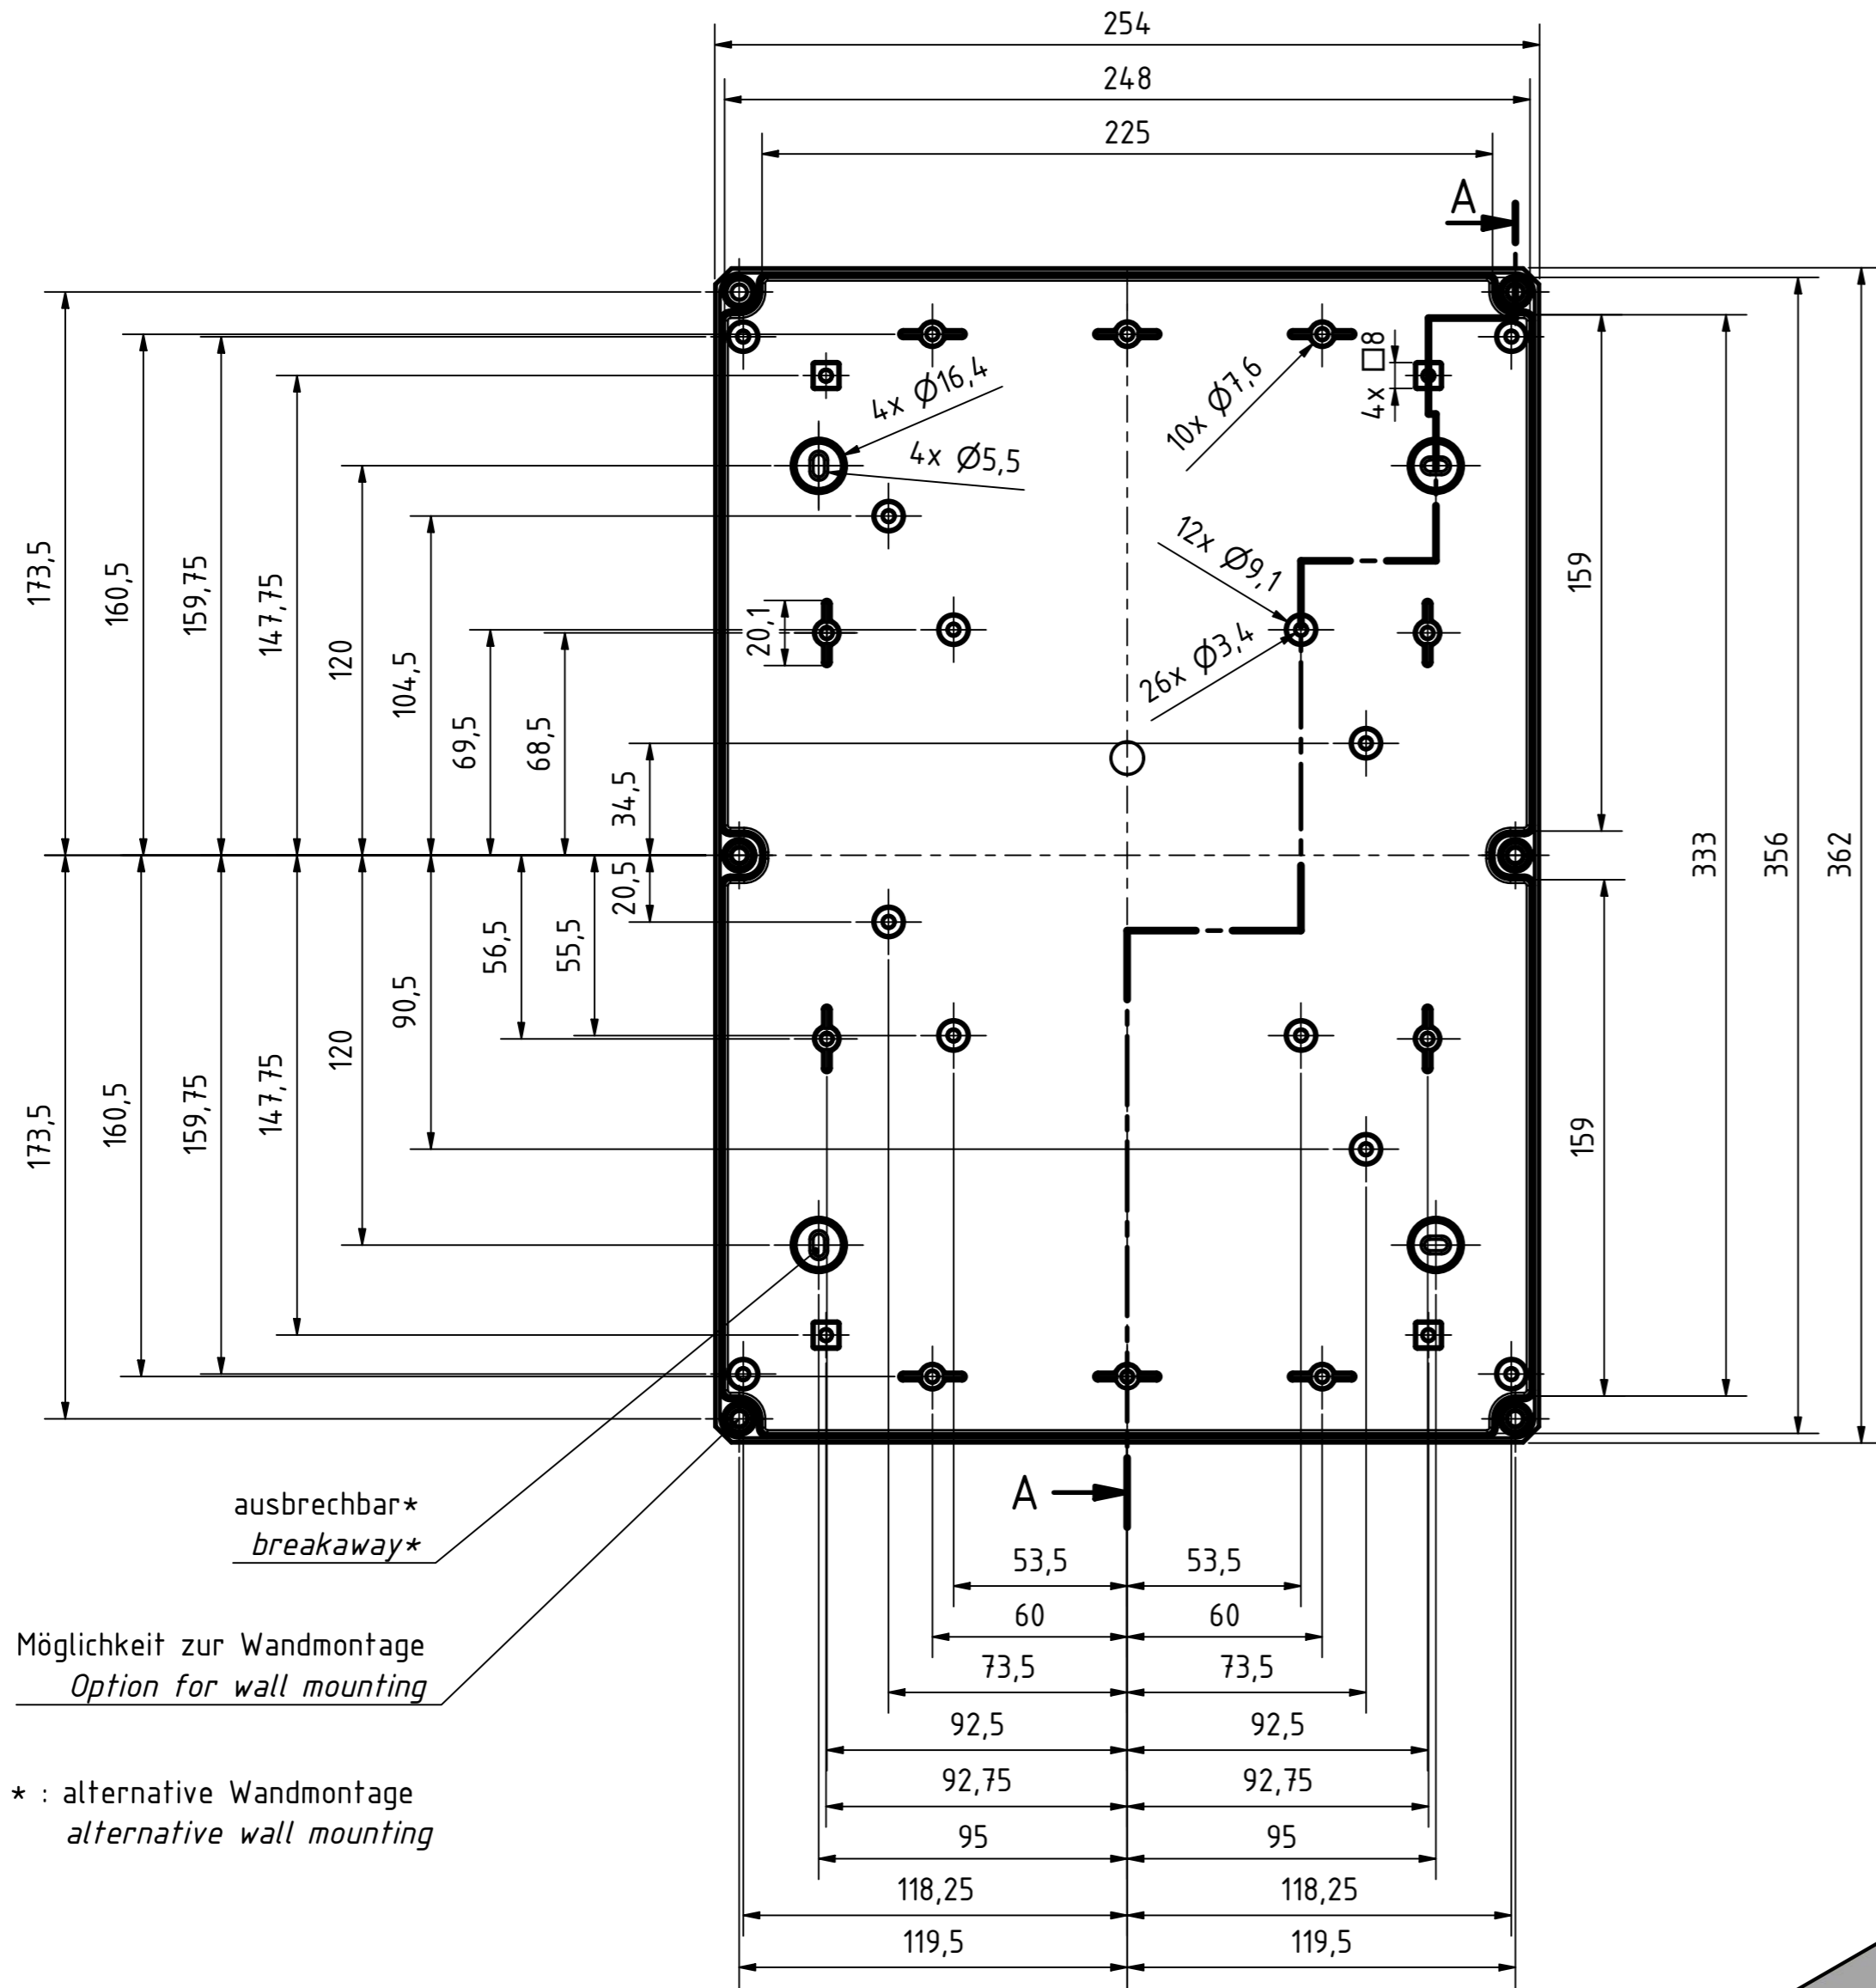 254
248
225
A
4x Ø16,4
4x Ø5,5
10x Ø7,6
4x □8
12x Ø9,1
26x Ø3,4
20,1
173,5
160,5
159,75
147,75
120
104,5
69,5
68,5
34,5
20,5
56,5
55,5
90,5
120
147,75
159,75
160,5
173,5
159
159
333
356
362
A
ausbrechbar*
breakaway*
Möglichkeit zur Wandmontage
Option for wall mounting
* : alternative Wandmontage
alternative wall mounting
53,5 53,5
60 60
73,5 73,5
92,5 92,5
92,75 92,75
95 95
118,25 118,25
119,5 119,5